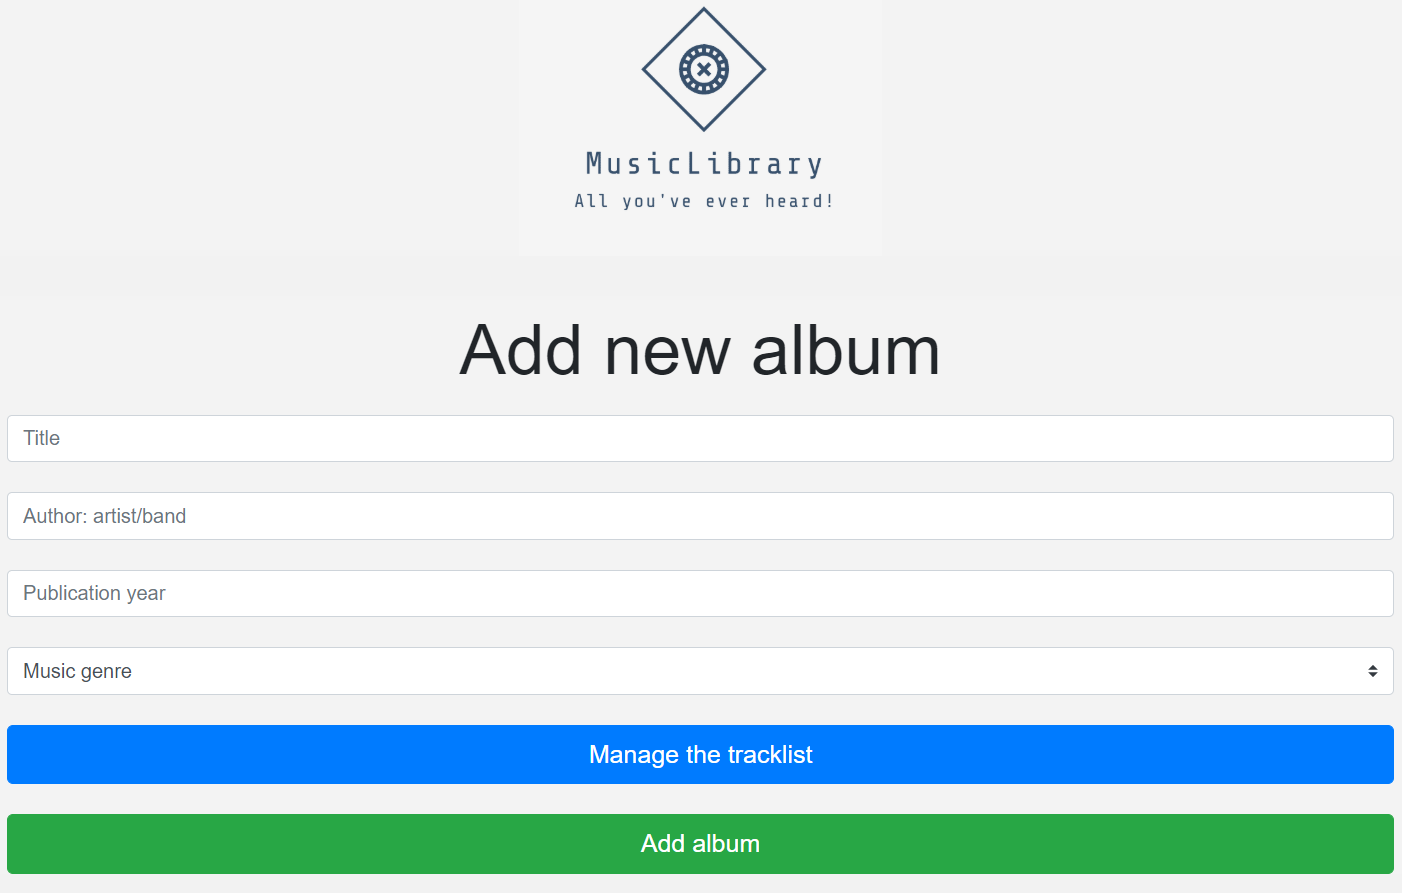 MusicLibrary
All you've ever heard!
Add new album
Title
Author: artist/band
Publication year
Music genre
Manage the tracklist
Add album